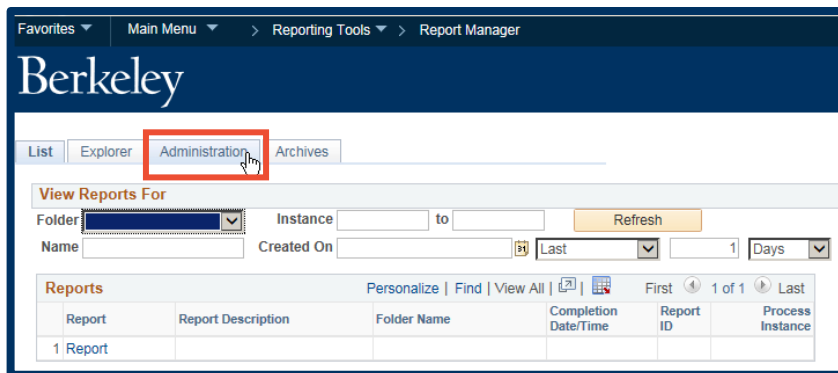 Favorites Main Menu > Reporting Tools > Report Manager
Berkeley
List Explorer Administration Archives
View Reports For
Folder Instance to Refresh
Name Created On 31 Last 1 Days
Reports Personalize | Find | View All | | First 1 of 1 Last
Report Report Description Folder Name Completion Date/Time Report ID Process Instance
1 Report